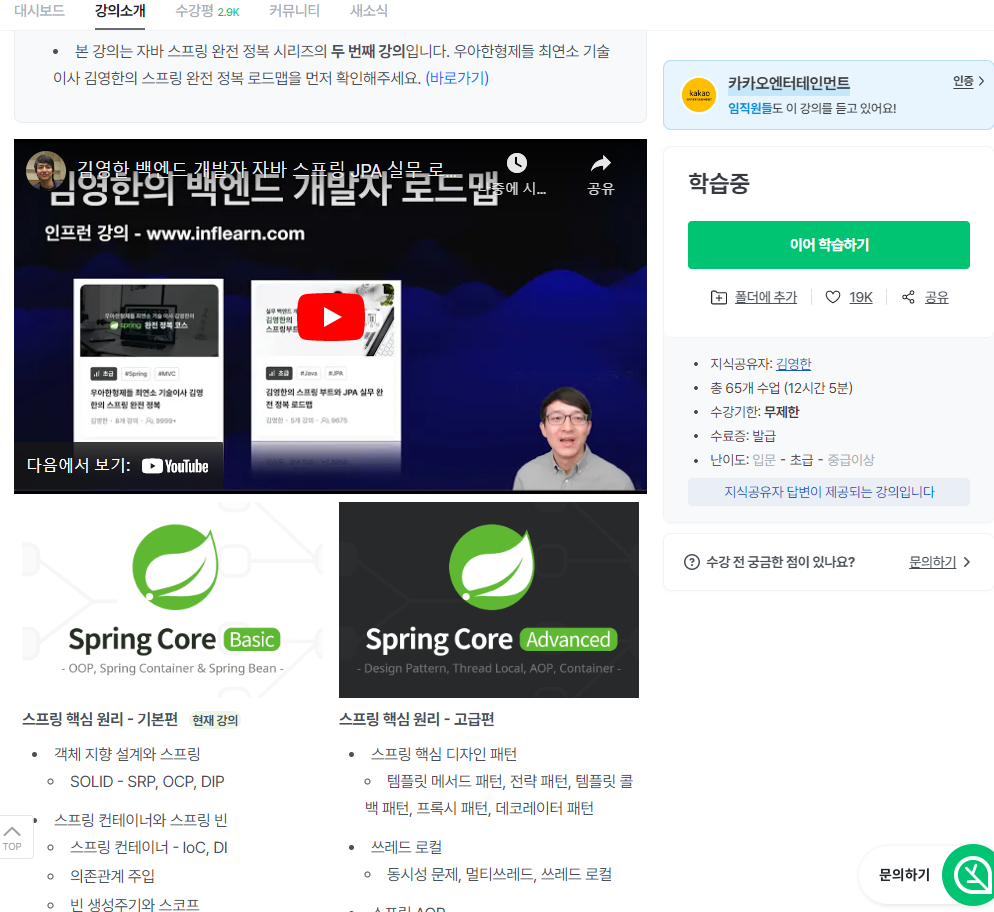 대시보드 강의소개 수강평 2.9K 커뮤니티 새소식
• 본 강의는 자바 스프링 완전 정복 시리즈의 두 번째 강의입니다. 우아한형제들 최연소 기술
이사 김영한의 스프링 완전 정복 로드맵을 먼저 확인해주세요. (바로가기)
김영한 백엔드 개발자 자바 스프링 JPA 실무 로...
나중에 시...
공유
김영한의 백엔드 개발자 로드맵
인프런 강의 - www.inflearn.com
우아한형제들 최연소 기술 이사 김영한의
spring 완전 정복 코스
초급 #Spring #MVC
우아한형제들 최연소 기술이사 김영
한의 스프링 완전 정복
김영한 · 8개 강의 · 9999+
실무 백엔드 개
김영한의
스프링부트
초급 #Java #JPA
김영한의 스프링 부트와 JPA 실무 완
전 정복 로드맵
김영한 · 5개 강의 · 9675
다음에서 보기: YouTube
Spring Core Basic
- OOP, Spring Container & Spring Bean -
스프링 핵심 원리 - 기본편 현재 강의
• 객체 지향 설계와 스프링
◦ SOLID - SRP, OCP, DIP
• 스프링 컨테이너와 스프링 빈
◦ 스프링 컨테이너 - IoC, DI
◦ 의존관계 주입
◦ 빈 생성주기와 스코프
Spring Core Advanced
- Design Pattern, Thread Local, AOP, Container -
스프링 핵심 원리 - 고급편
• 스프링 핵심 디자인 패턴
◦ 템플릿 메서드 패턴, 전략 패턴, 템플릿 콜
백 패턴, 프록시 패턴, 데코레이터 패턴
• 쓰레드 로컬
◦ 동시성 문제, 멀티쓰레드, 쓰레드 로컬
• 스프링 AOP
TOP
kakao
카카오엔터테인먼트
인증 >
임직원들도 이 강의를 듣고 있어요!
학습중
이어 학습하기
폴더에 추가 19K 공유
• 지식공유자: 김영한
• 총 65개 수업 (12시간 5분)
• 수강기한: 무제한
• 수료증: 발급
• 난이도: 입문 - 초급 - 중급이상
지식공유자 답변이 제공되는 강의입니다
? 수강 전 궁금한 점이 있나요? 문의하기 >
문의하기